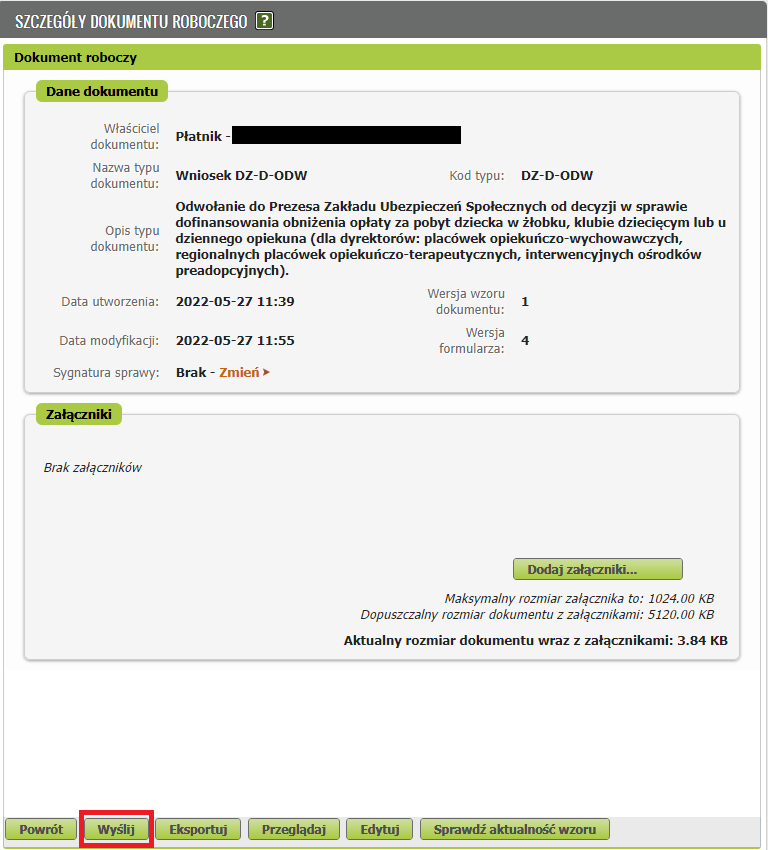 SZCZEGÓŁY DOKUMENTU ROBOCZEGO ?
Dokument roboczy
Dane dokumentu
Właściciel
dokumentu:
Płatnik -
Nazwa typu
dokumentu:
Wniosek DZ-D-ODW
Kod typu:
DZ-D-ODW
Opis typu
dokumentu:
Odwołanie do Prezesa Zakładu Ubezpieczeń Społecznych od decyzji w sprawie
dofinansowania obniżenia opłaty za pobyt dziecka w żłobku, klubie dziecięcym lub u
dziennego opiekuna (dla dyrektorów: placówek opiekuńczo-wychowawczych,
regionalnych placówek opiekuńczo-terapeutycznych, interwencyjnych ośrodków
preadopcyjnych).
Data utworzenia:
2022-05-27 11:39
Wersja wzoru
dokumentu:
1
Data modyfikacji:
2022-05-27 11:55
Wersja
formularza:
4
Sygnatura sprawy:
Brak - Zmień
Załączniki
Brak załączników
Dodaj załączniki...
Maksymalny rozmiar załącznika to: 1024.00 KB
Dopuszczalny rozmiar dokumentu z załącznikami: 5120.00 KB
Aktualny rozmiar dokumentu wraz z załącznikami: 3.84 KB
Powrót
Wyślij
Eksportuj
Przeglądaj
Edytuj
Sprawdź aktualność wzoru